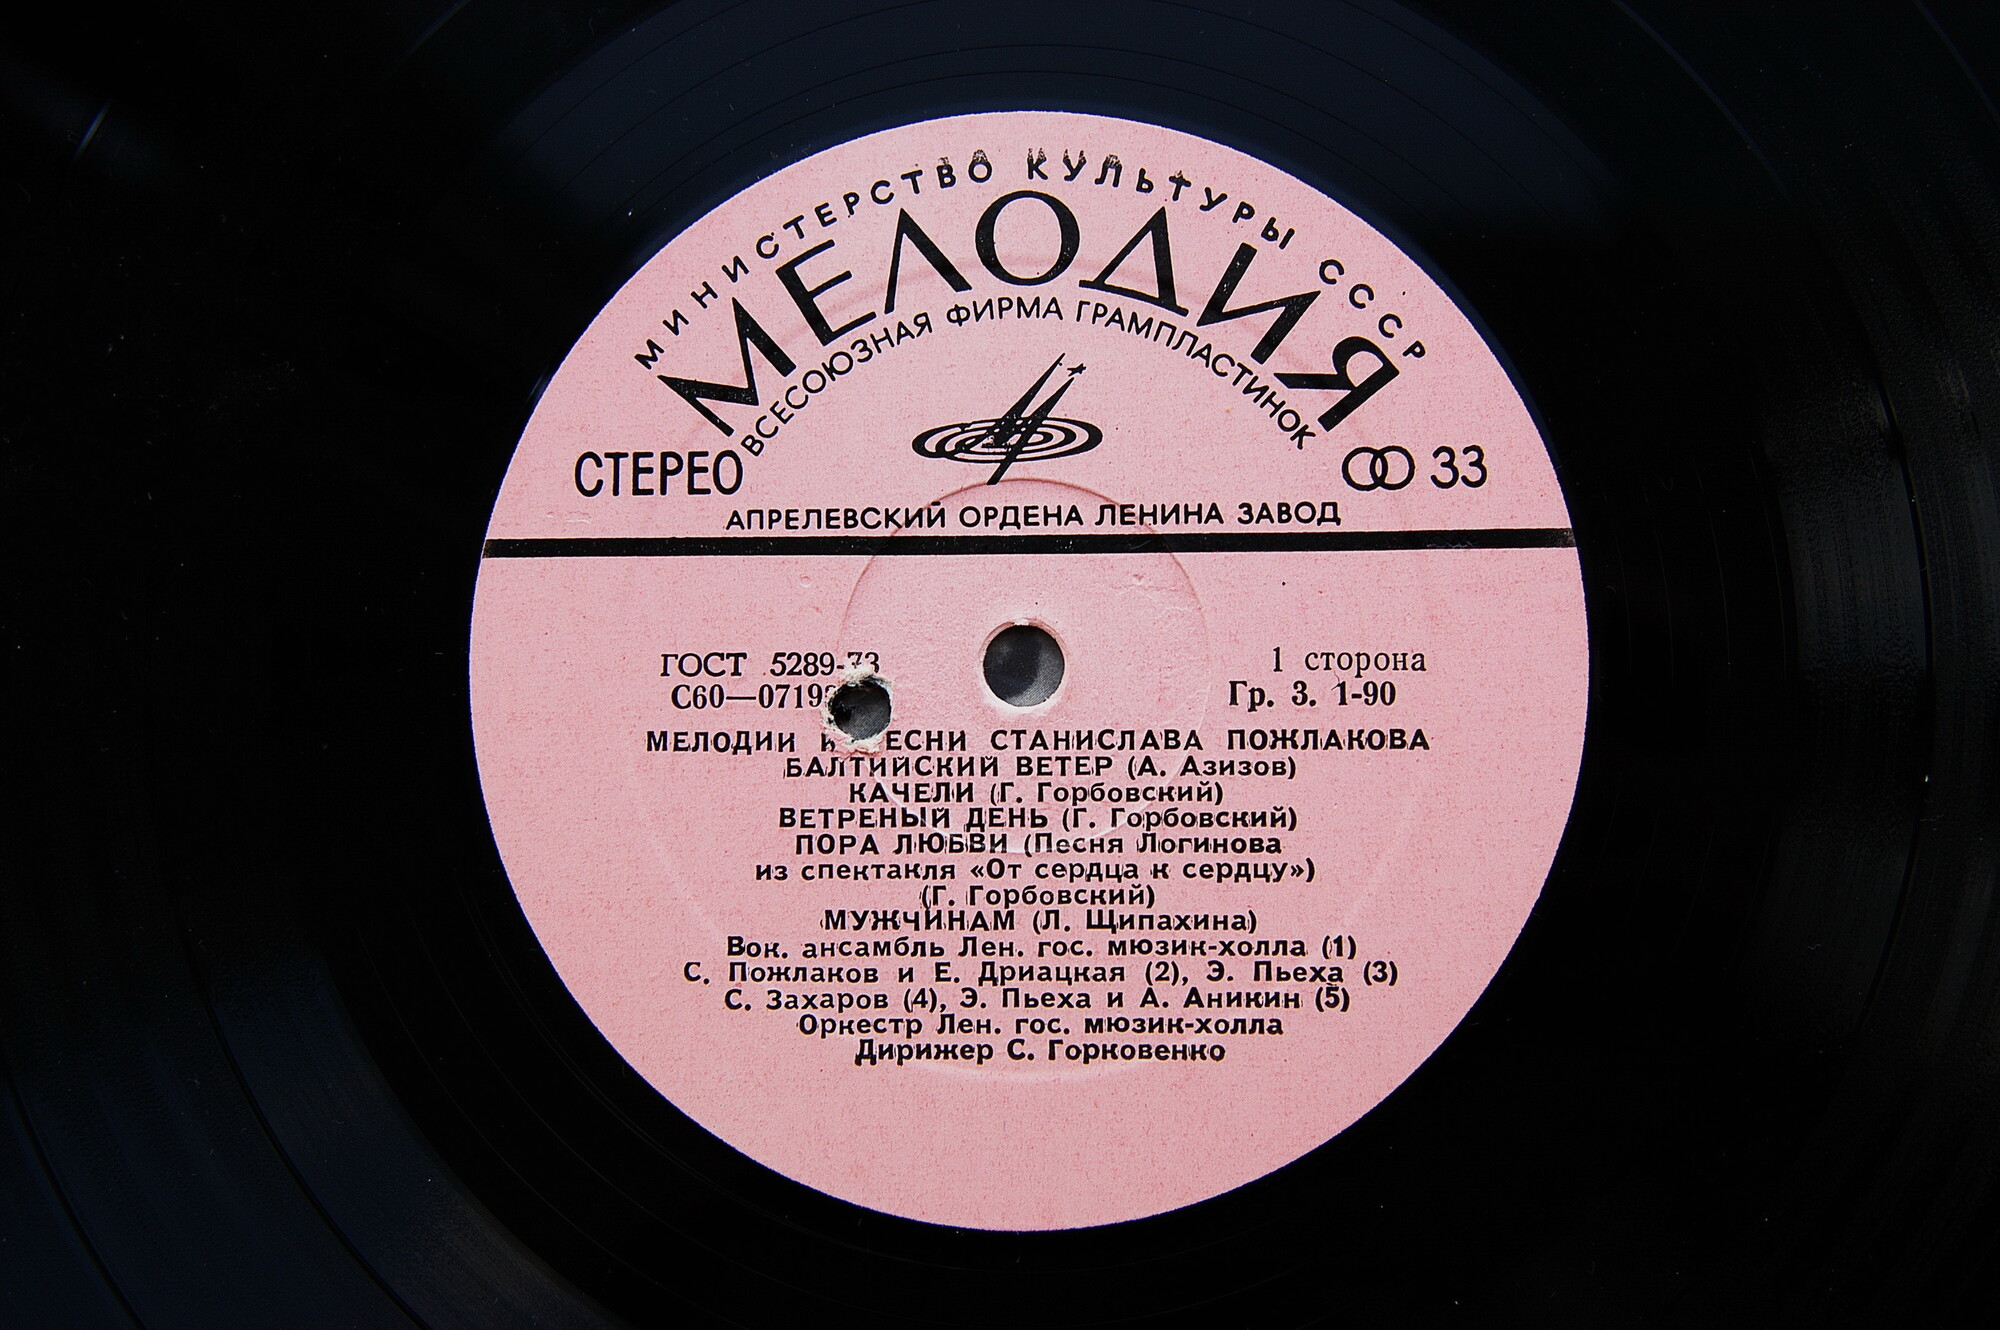 МИНИСТЕРСТВО КУЛЬТУРЫ СССР
МЕЛОДИЯ
ВСЕСОЮЗНАЯ ФИРМА ГРАМПЛАСТИНОК
СТЕРЕО 33
АПРЕЛЕВСКИЙ ОРДЕНА ЛЕНИНА ЗАВОД
ГОСТ 5289-73 1 сторона
Гр. 3. 1-90
МЕЛОДИИ СТАНИСЛАВА ПОЖЛАКОВА
БАЛТИЙСКИЙ ВЕТЕР (А. Азизов)
КАЧЕЛИ (Г. Горбовский)
ВЕТРЕНЫЙ ДЕНЬ (Г. Горбовский)
ПОРА ЛЮБВИ (Песня Логинова
из спектакля «От сердца к сердцу»)
(Г. Горбовский)
МУЖЧИНАМ (Л. Щипахина)
Вок. ансамбль Лен. гос. мюзик-холла (1)
С. Пожлаков и Е. Дриацкая (2), Э. Пьеха (3)
С. Захаров (4), Э. Пьеха и А. Аникин (5)
Оркестр Лен. гос. мюзик-холла
Дирижер С. Горковенко